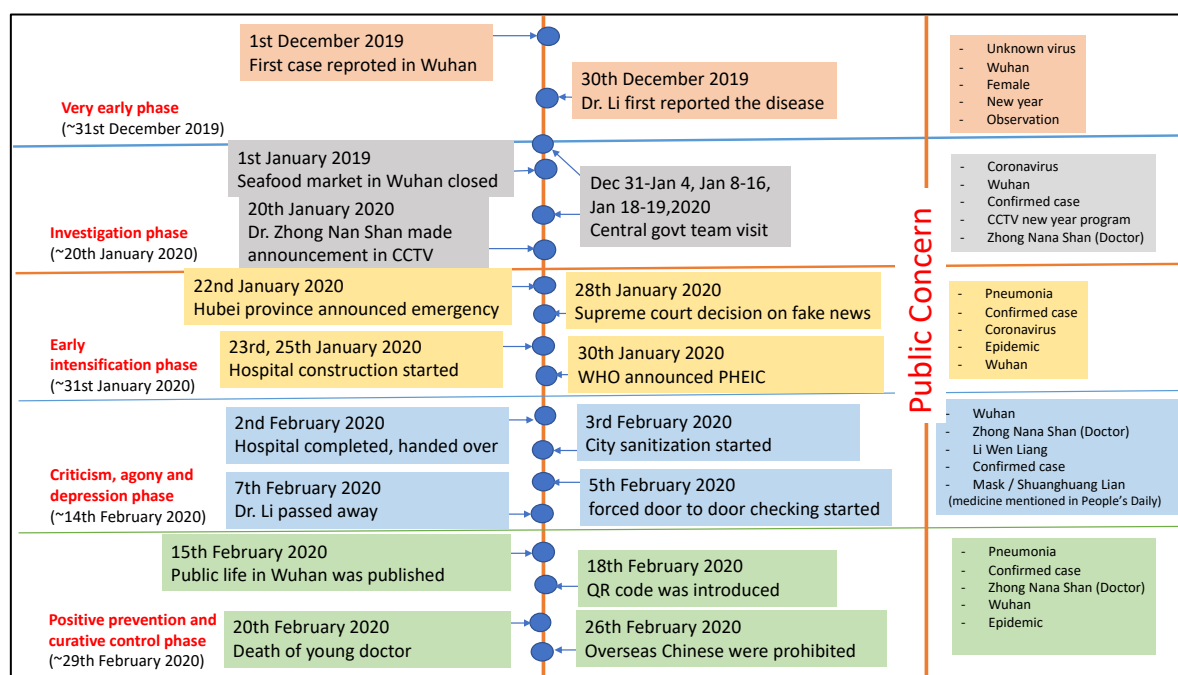 1st December 2019
First case reproted in Wuhan
30th December 2019
Dr. Li first reported the disease
Very early phase
(~31st December 2019)
- Unknown virus
- Wuhan
- Female
- New year
- Observation
1st January 2019
Seafood market in Wuhan closed
Dec 31-Jan 4, Jan 8-16,
Jan 18-19,2020
Central govt team visit
20th January 2020
Dr. Zhong Nan Shan made
announcement in CCTV
Investigation phase
(~20th January 2020)
- Coronavirus
- Wuhan
- Confirmed case
- CCTV new year program
- Zhong Nana Shan (Doctor)
22nd January 2020
Hubei province announced emergency
28th January 2020
Supreme court decision on fake news
23rd, 25th January 2020
Hospital construction started
30th January 2020
WHO announced PHEIC
Early
intensification phase
(~31st January 2020)
- Pneumonia
- Confirmed case
- Coronavirus
- Epidemic
- Wuhan
2nd February 2020
Hospital completed, handed over
3rd February 2020
City sanitization started
7th February 2020
Dr. Li passed away
5th February 2020
forced door to door checking started
Criticism, agony and
depression phase
(~14th February 2020)
- Wuhan
- Zhong Nana Shan (Doctor)
- Li Wen Liang
- Confirmed case
- Mask / Shuanghuang Lian
(medicine mentioned in People's Daily)
15th February 2020
Public life in Wuhan was published
18th February 2020
QR code was introduced
20th February 2020
Death of young doctor
26th February 2020
Overseas Chinese were prohibited
Positive prevention and
curative control phase
(~29th February 2020)
- Pneumonia
- Confirmed case
- Zhong Nana Shan (Doctor)
- Wuhan
- Epidemic
Public Concern